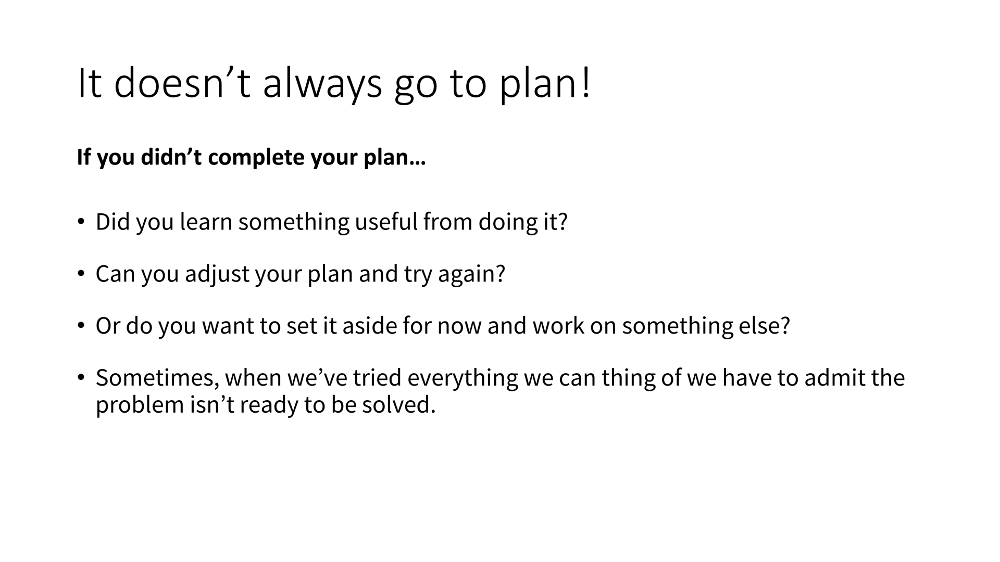 It doesn’t always go to plan!
If you didn’t complete your plan…
• Did you learn something useful from doing it?
• Can you adjust your plan and try again?
• Or do you want to set it aside for now and work on something else?
• Sometimes, when we’ve tried everything we can thing of we have to admit the
problem isn’t ready to be solved.